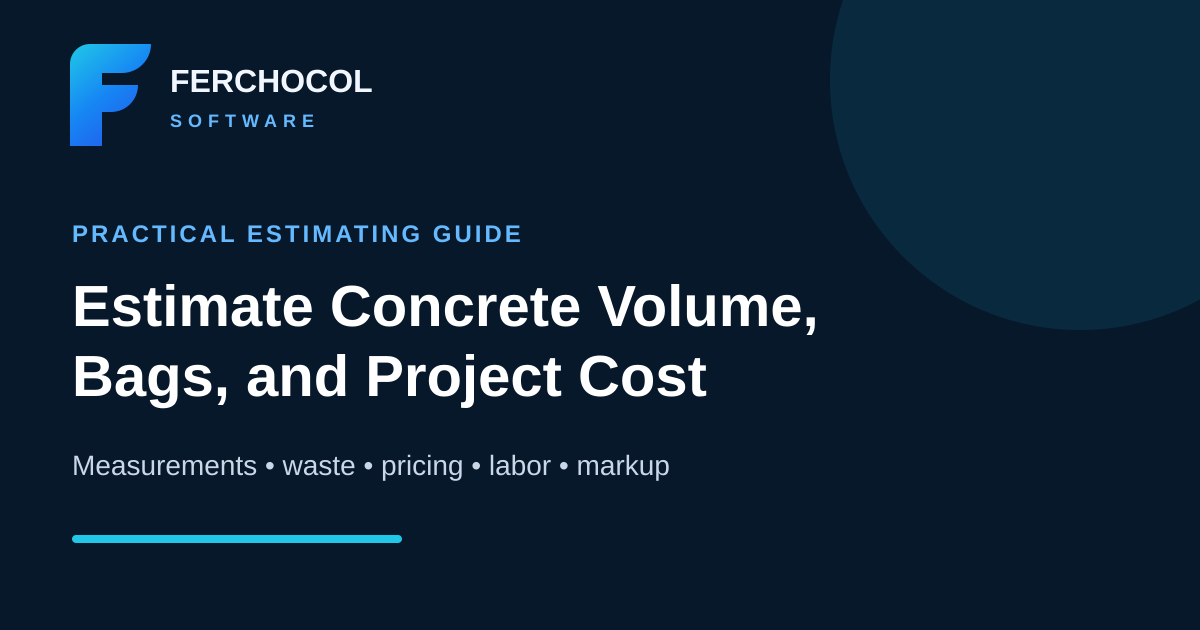 FERCHOCOL
SOFTWARE
PRACTICAL ESTIMATING GUIDE
Estimate Concrete Volume,
Bags, and Project Cost
Measurements • waste • pricing • labor • markup